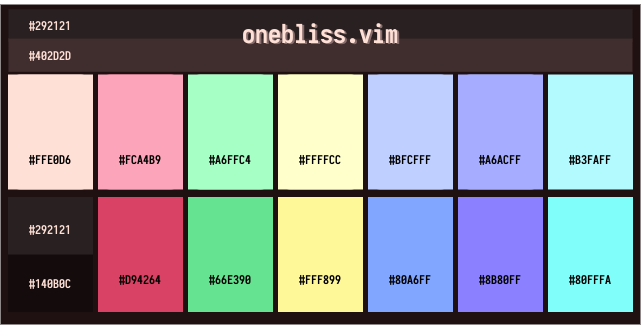 #292121
onebliss.vim
#402D2D
#FFE0D6
#FCA4B9
#A6FFC4
#FFFFCC
#BFCFFF
#A6ACFF
#B3FAFF
#292121
#140B0C
#D94264
#66E390
#FFF899
#80A6FF
#8B80FF
#80FFFA